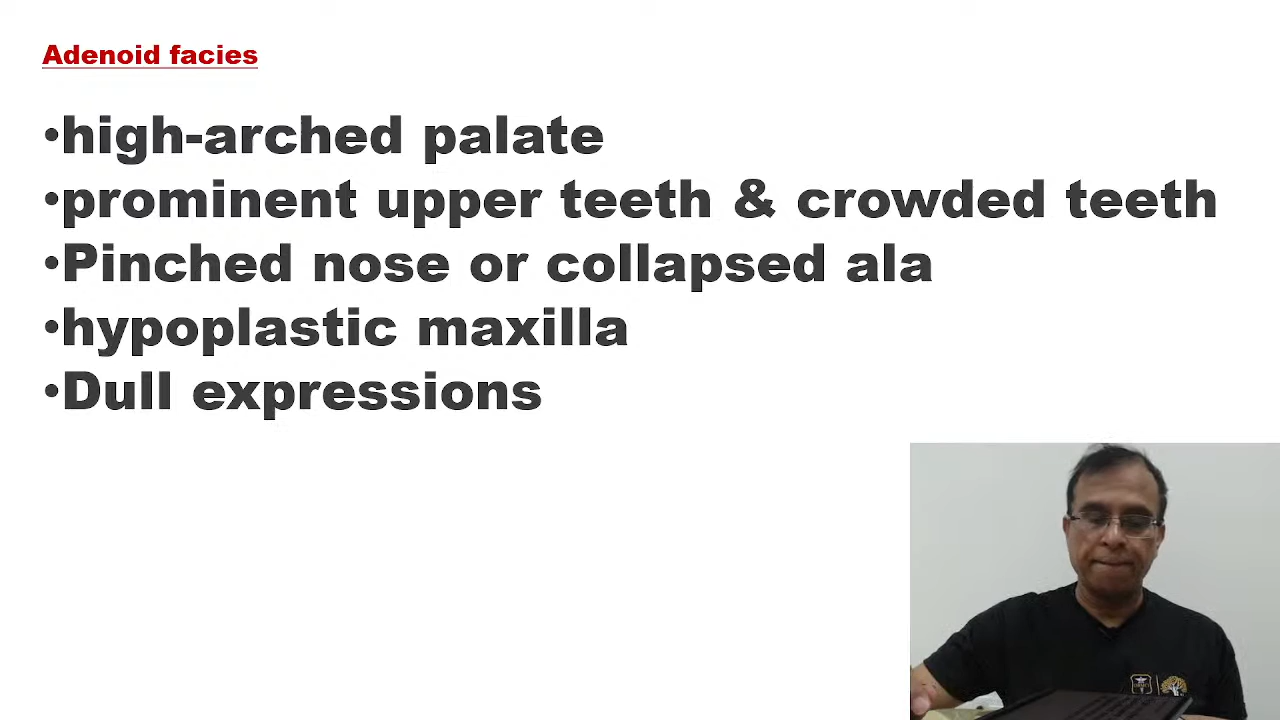 Adenoid facies
•high-arched palate
•prominent upper teeth & crowded teeth
•Pinched nose or collapsed ala
•hypoplastic maxilla
•Dull expressions